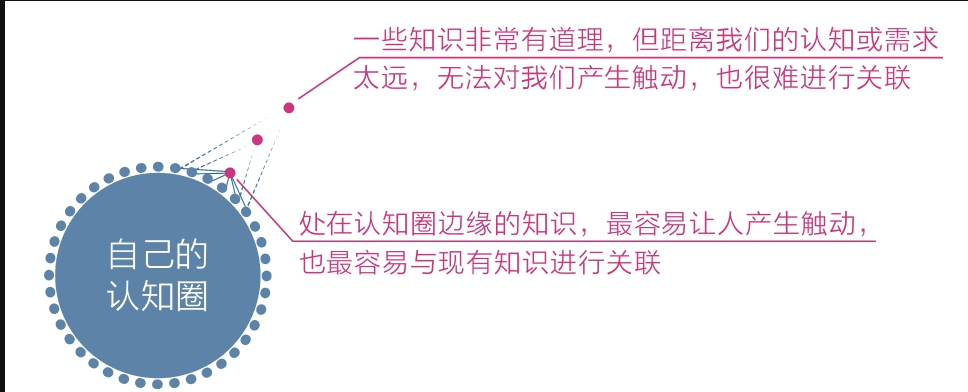 一些知识非常有道理，但距离我们的认知或需求
太远，无法对我们产生触动，也很难进行关联
处在认知圈边缘的知识，最容易让人产生触动，
也最容易与现有知识进行关联
自己的
认知圈